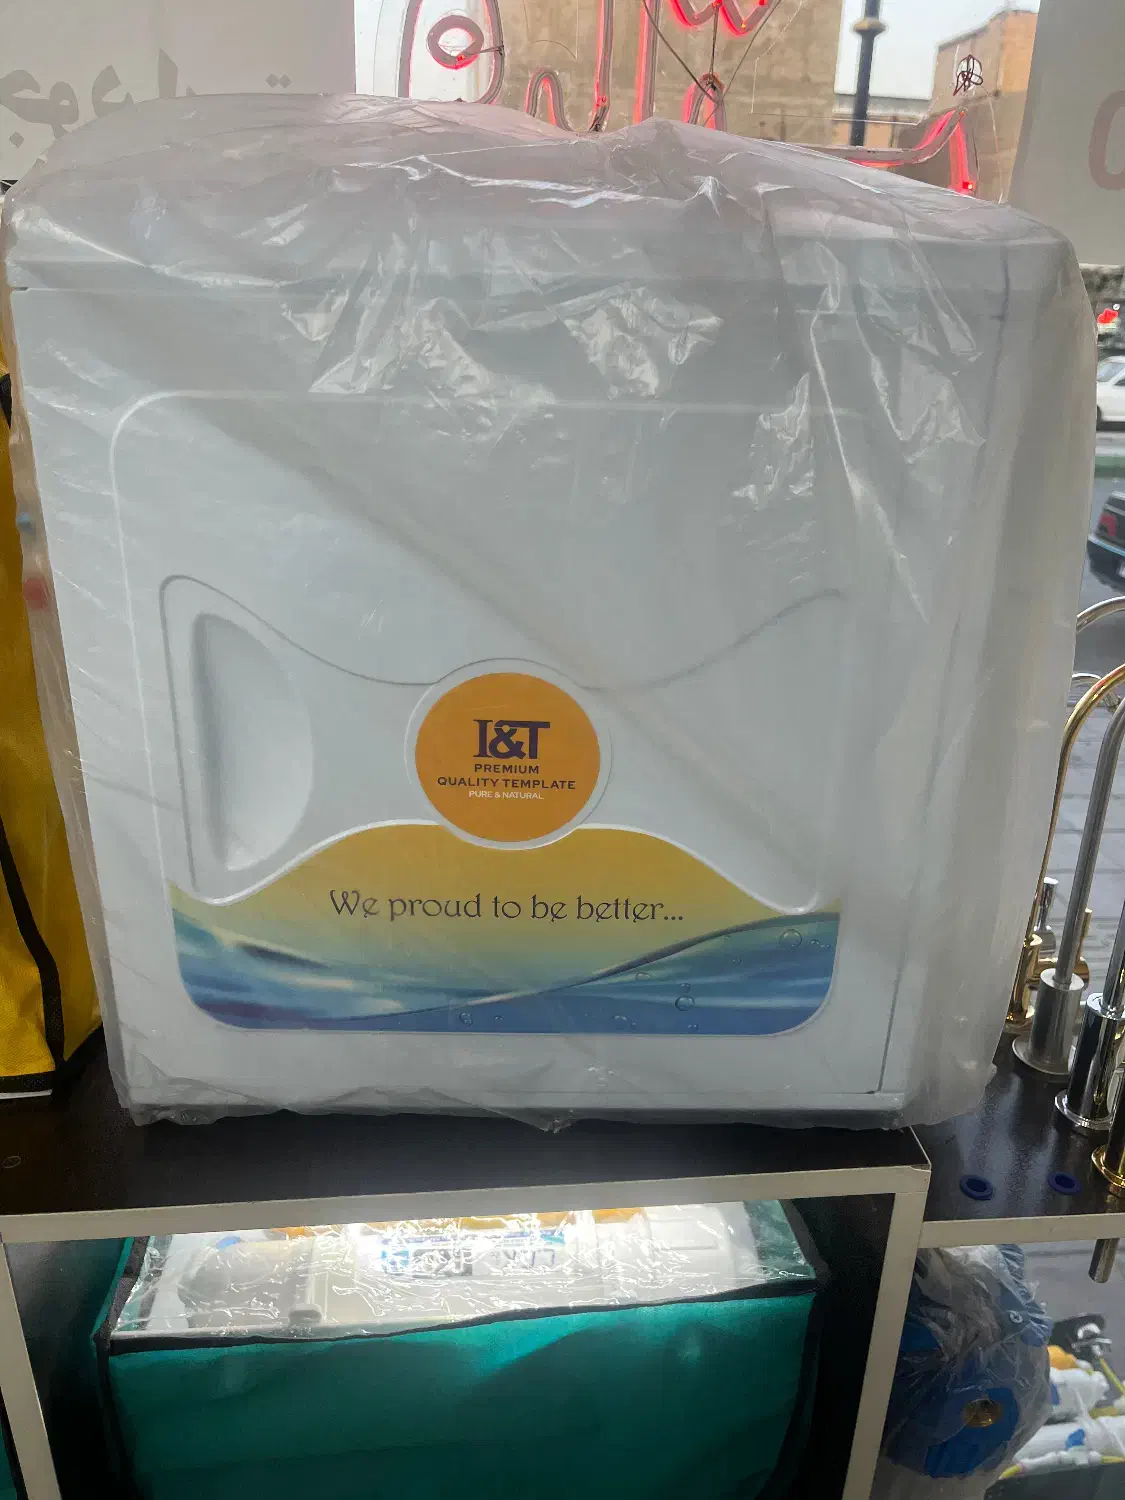 I&T
PREMIUM
QUALITY TEMPLATE
PURE & NATURAL
We proud to be better...